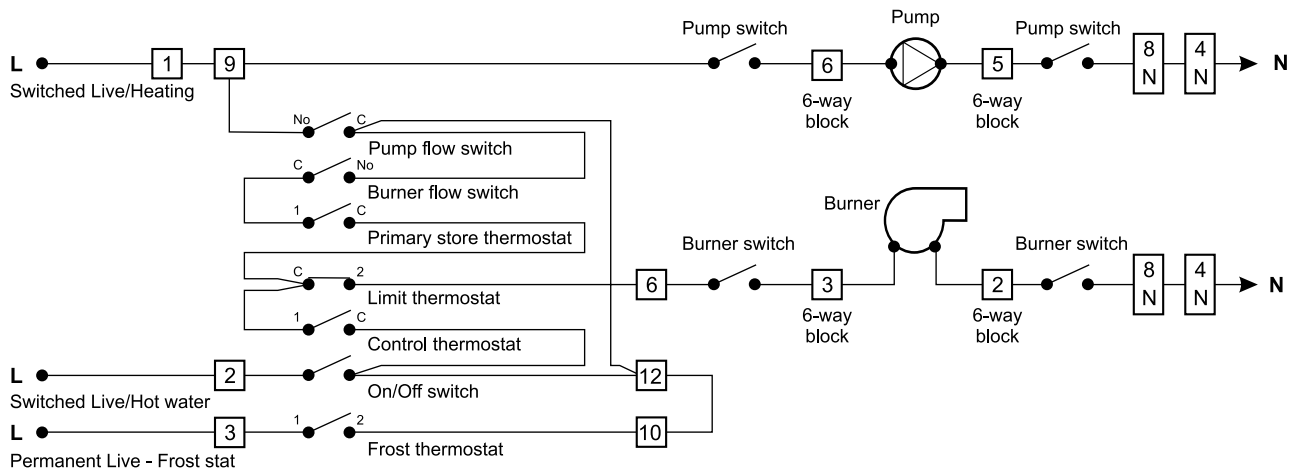 Pump switch
Pump
Pump switch
L
1
9
6
5
8
N
4
N
N
Switched Live/Heating
6-way
block
6-way
block
No
C
Pump flow switch
C
No
Burner flow switch
1
C
Primary store thermostat
Burner
Burner switch
Burner switch
C
2
Limit thermostat
6
3
2
8
N
4
N
N
6-way
block
6-way
block
1
C
Control thermostat
L
2
12
Switched Live/Hot water
On/Off switch
L
3
1
2
10
Frost thermostat
Permanent Live - Frost stat